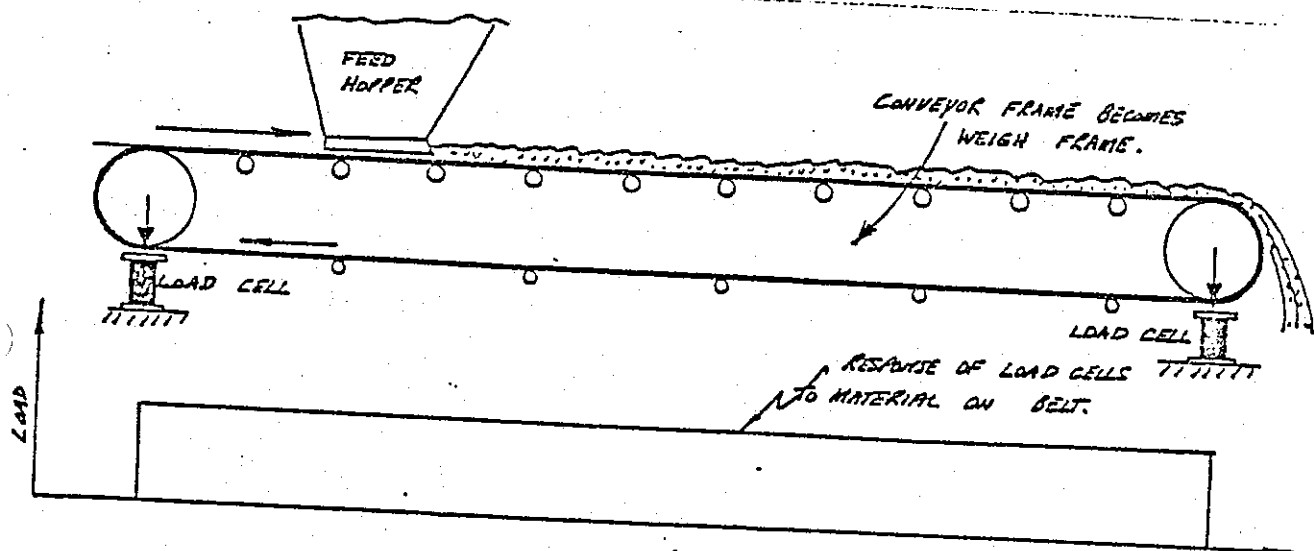 FEED
HOPPER
CONVEYOR FRAME BECOMES
WEIGH FRAME.
LOAD CELL
LOAD CELL
RESPONSE OF LOAD CELLS
TO MATERIAL ON BELT.
LOAD